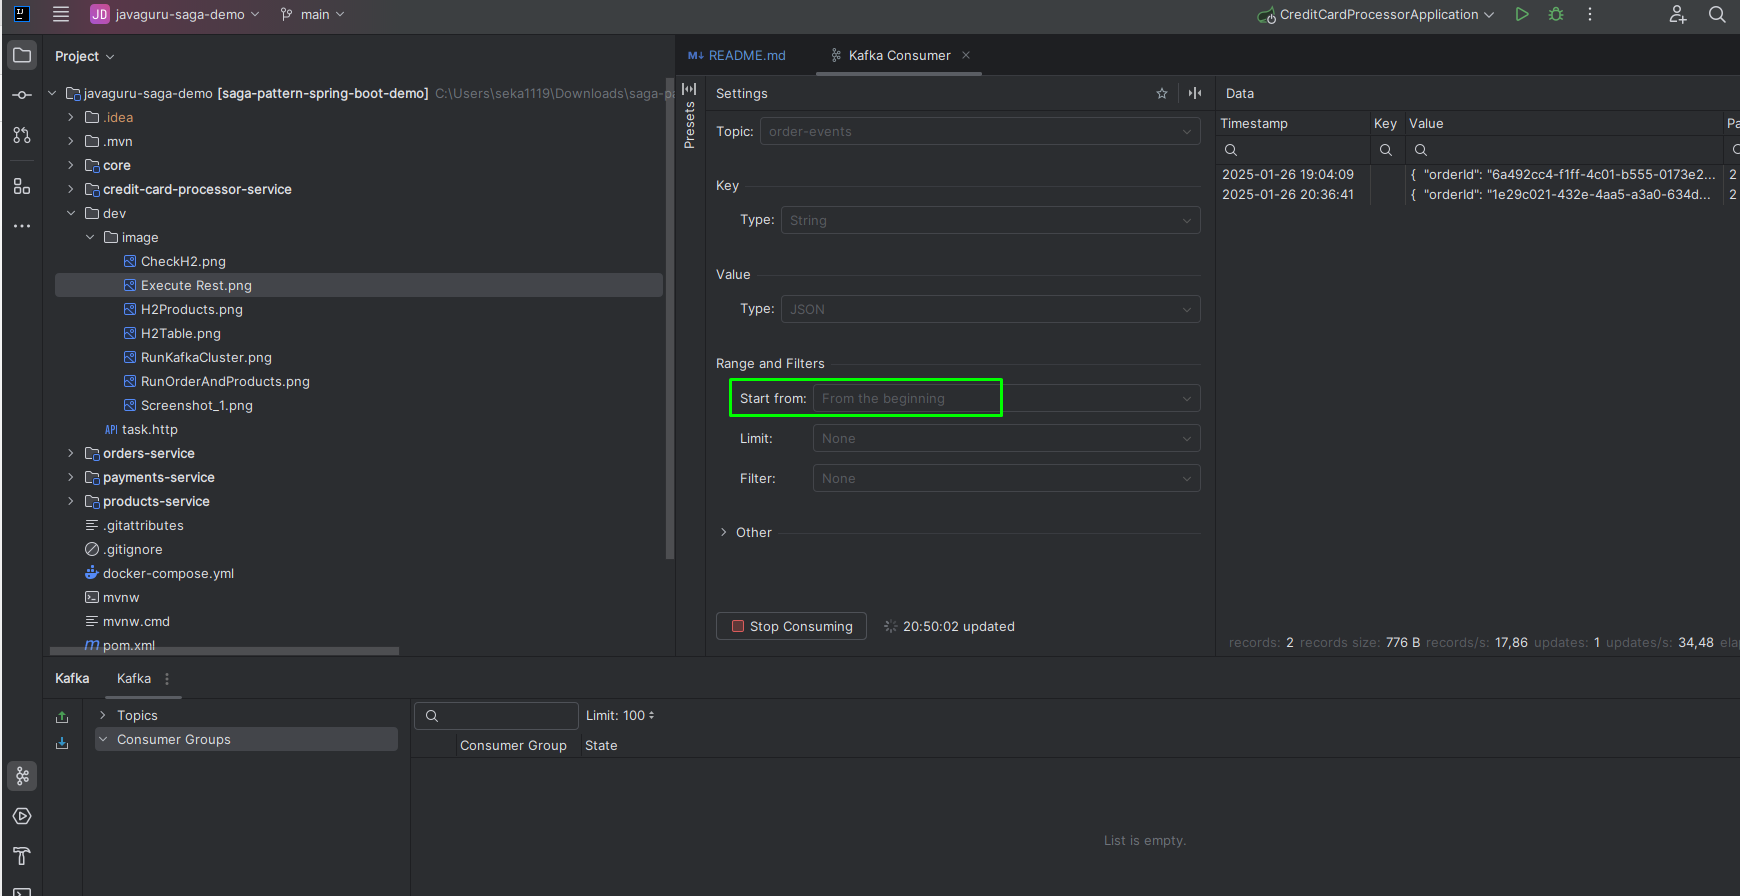 JD javaguru-saga-demo main CreditCardProcessorApplication
Project
javaguru-saga-demo [saga-pattern-spring-boot-demo] C:\Users\seka1119\Downloads\saga-pa
.idea
.mvn
core
credit-card-processor-service
dev
image
CheckH2.png
Execute Rest.png
H2Products.png
H2Table.png
RunKafkaCluster.png
RunOrderAndProducts.png
Screenshot_1.png
API task.http
orders-service
payments-service
products-service
.gitattributes
.gitignore
docker-compose.yml
mvnw
mvnw.cmd
m pom.xml
M↓ README.md Kafka Consumer
Presets
Settings
Topic: order-events
Key
Type: String
Value
Type: JSON
Range and Filters
Start from: From the beginning
Limit: None
Filter: None
Other
Stop Consuming 20:50:02 updated
Data
Timestamp Key Value Pa
2025-01-26 19:04:09 { "orderId": "6a492cc4-f1ff-4c01-b555-0173e2... 2
2025-01-26 20:36:41 { "orderId": "1e29c021-432e-4aa5-a3a0-634d... 2
records: 2 records size: 776 B records/s: 17,86 updates: 1 updates/s: 34,48 ela
Kafka Kafka
Topics
Consumer Groups
Limit: 100
Consumer Group State
List is empty.